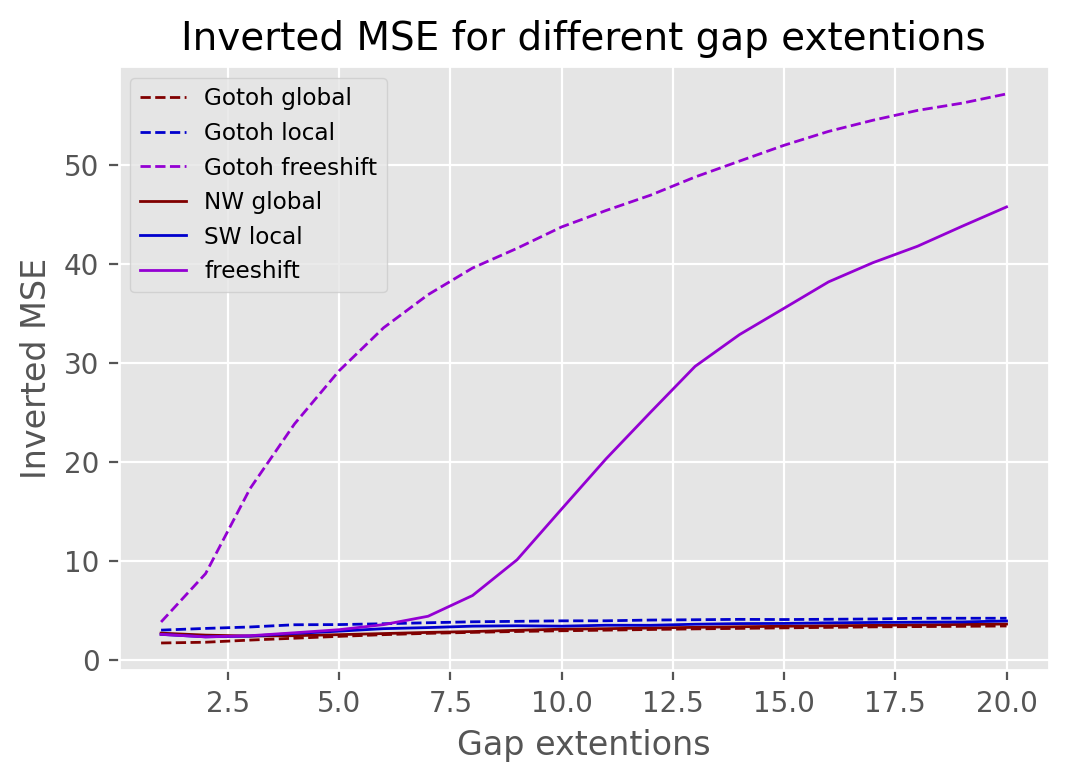 Inverted MSE for different gap extentions
Gotoh global
Gotoh local
Gotoh freeshift
NW global
SW local
freeshift
Inverted MSE
50
40
30
20
10
0
2.5 5.0 7.5 10.0 12.5 15.0 17.5 20.0
Gap extentions